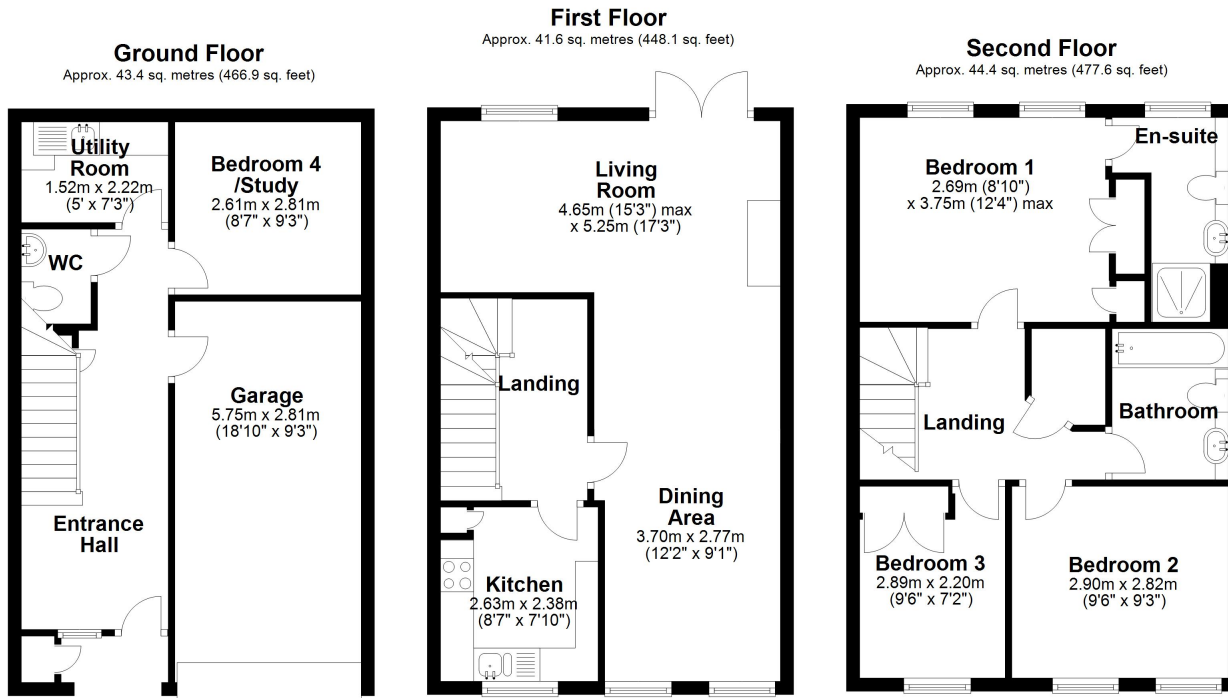 Ground Floor
Approx. 43.4 sq. metres (466.9 sq. feet)
Utility
Room
1.52m x 2.22m
(5' x 7'3")
Bedroom 4
/Study
2.61m x 2.81m
(8'7" x 9'3")
WC
Garage
5.75m x 2.81m
(18'10" x 9'3")
Entrance
Hall
First Floor
Approx. 41.6 sq. metres (448.1 sq. feet)
Living
Room
4.65m (15'3") max
x 5.25m (17'3")
Landing
Dining
Area
3.70m x 2.77m
(12'2" x 9'1")
Kitchen
2.63m x 2.38m
(8'7" x 7'10")
Second Floor
Approx. 44.4 sq. metres (477.6 sq. feet)
En-suite
Bedroom 1
2.69m (8'10")
x 3.75m (12'4") max
Landing
Bathroom
Bedroom 3
2.89m x 2.20m
(9'6" x 7'2")
Bedroom 2
2.90m x 2.82m
(9'6" x 9'3")